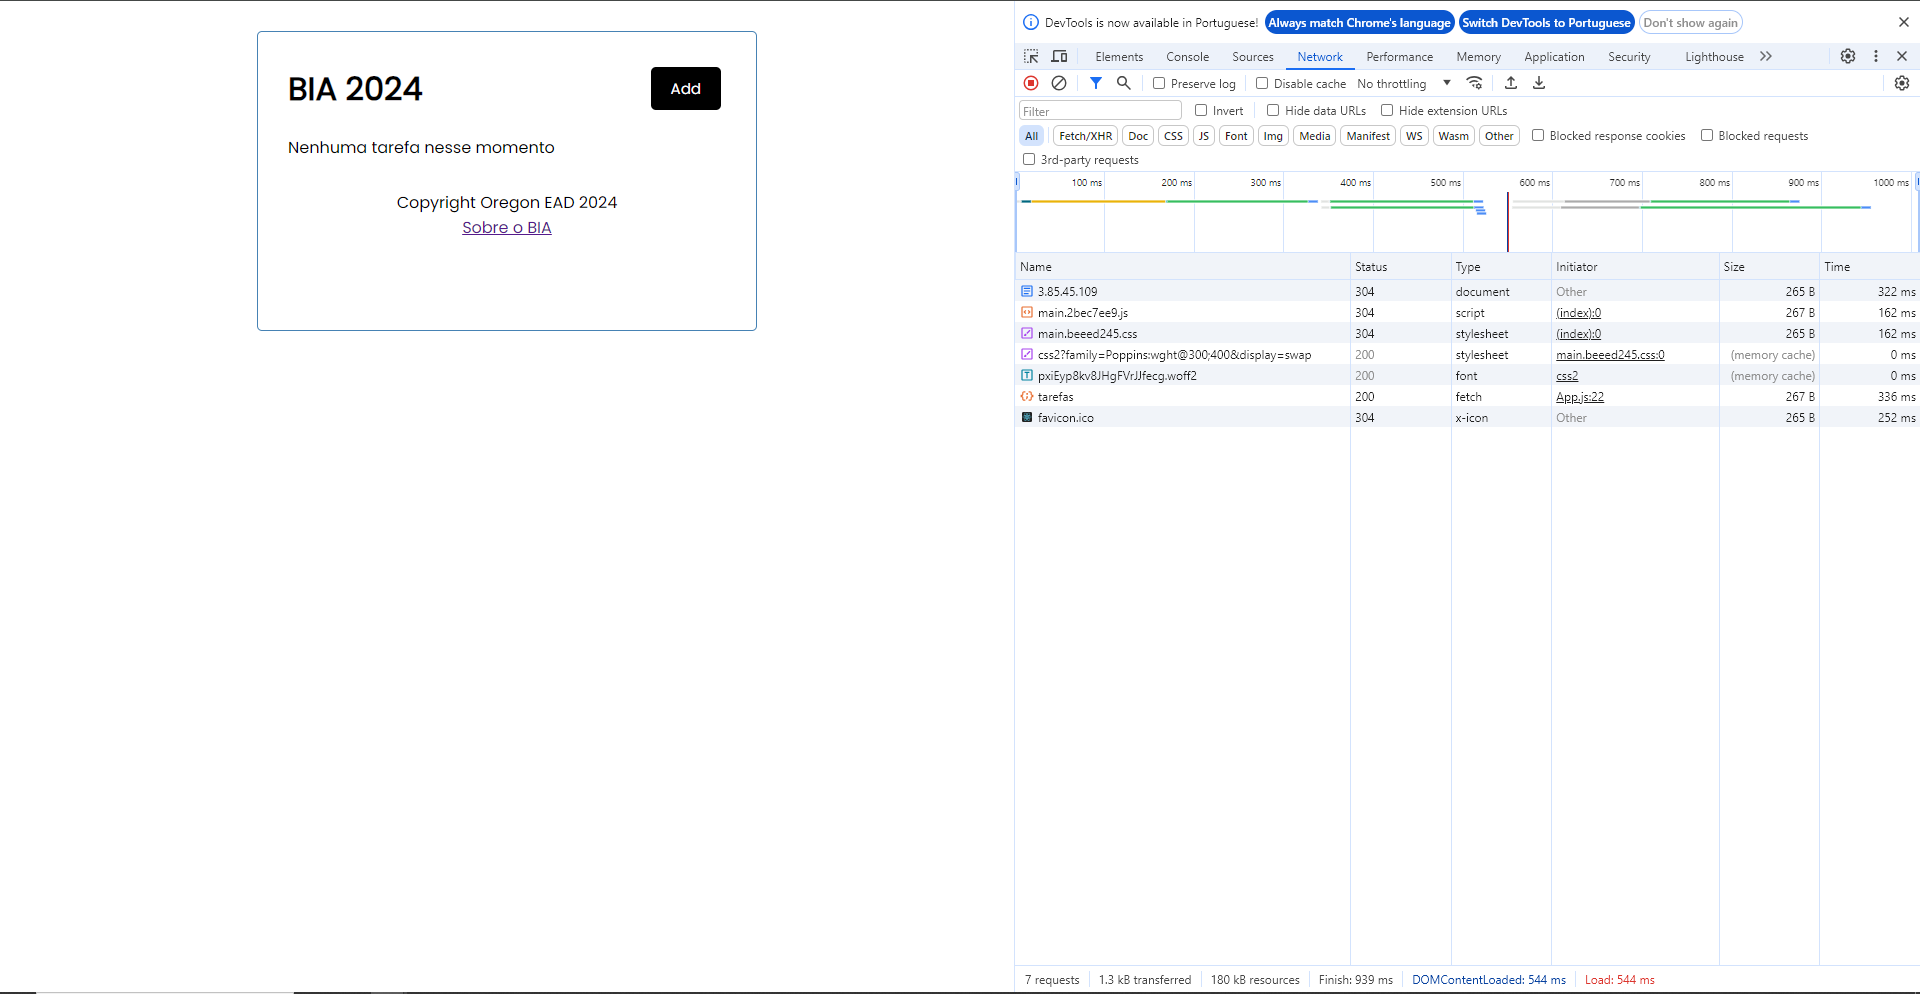 BIA 2024
Add
Nenhuma tarefa nesse momento
Copyright Oregon EAD 2024
Sobre o BIA
DevTools is now available in Portuguese! Always match Chrome's language Switch DevTools to Portuguese Don't show again
Elements Console Sources Network Performance Memory Application Security Lighthouse
Preserve log Disable cache No throttling
Filter Invert Hide data URLs Hide extension URLs
All Fetch/XHR Doc CSS JS Font Img Media Manifest WS Wasm Other Blocked response cookies Blocked requests
3rd-party requests
100 ms 200 ms 300 ms 400 ms 500 ms 600 ms 700 ms 800 ms 900 ms 1000 ms
Name Status Type Initiator Size Time
3.85.45.109 304 document Other 265 B 322 ms
main.2bec7ee9.js 304 script (index):0 267 B 162 ms
main.beeed245.css 304 stylesheet (index):0 265 B 162 ms
css2?family=Poppins:wght@300;400&display=swap 200 stylesheet main.beeed245.css:0 (memory cache) 0 ms
pxiEyp8kv8JHgFVrJJfecg.woff2 200 font css2 (memory cache) 0 ms
tarefas 200 fetch App.js:22 267 B 336 ms
favicon.ico 304 x-icon Other 265 B 252 ms
7 requests 1.3 kB transferred 180 kB resources Finish: 939 ms DOMContentLoaded: 544 ms Load: 544 ms